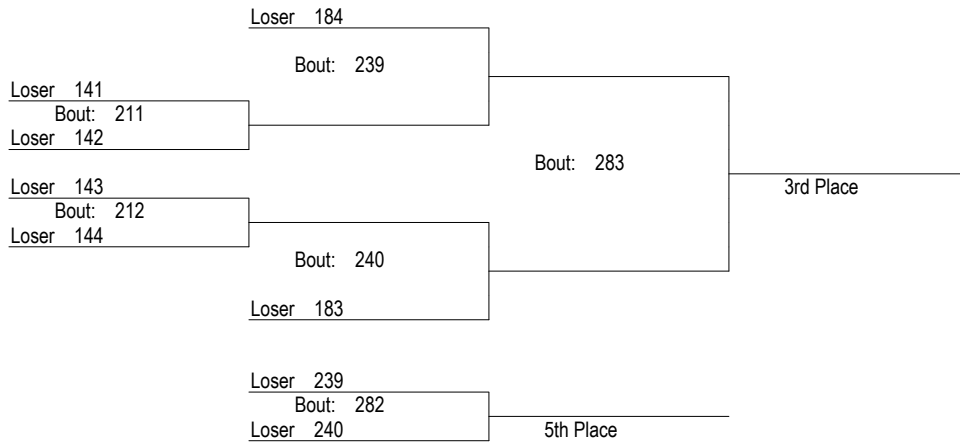 Loser 184
Bout: 239
Loser 141
Bout: 211
Loser 142
Bout: 283
Loser 143
3rd Place
Bout: 212
Loser 144
Bout: 240
Loser 183
Loser 239
Bout: 282
Loser 240
5th Place